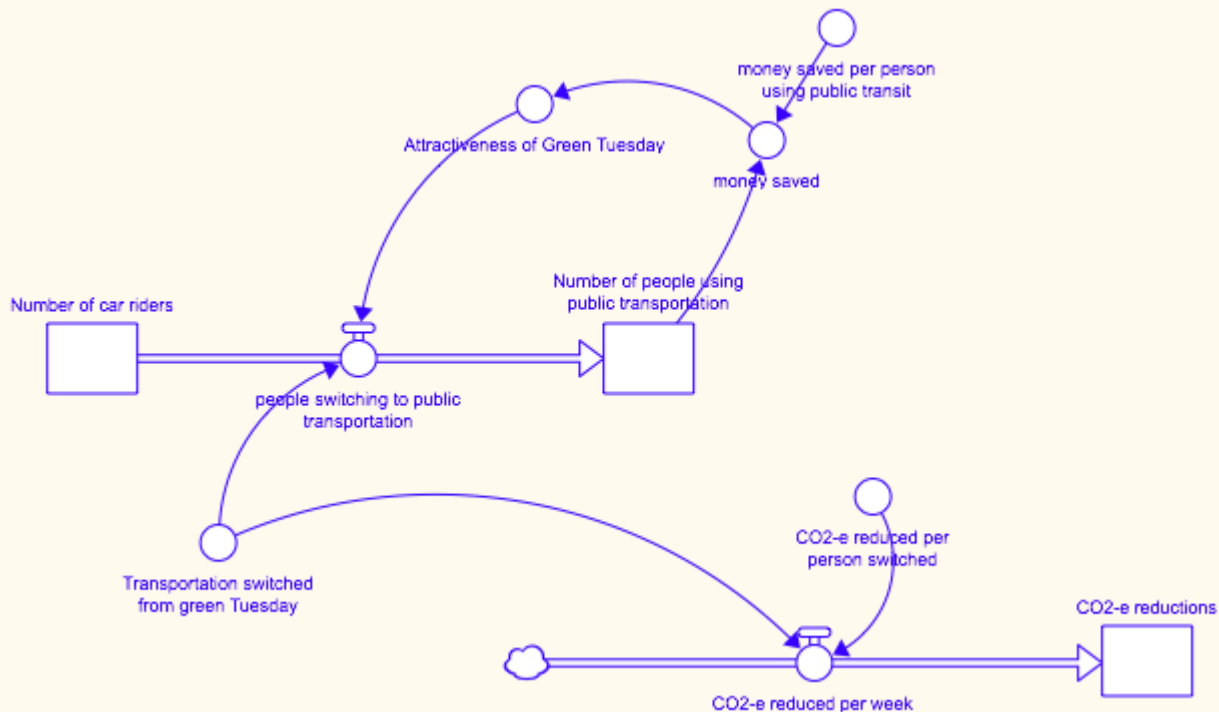 money saved per person
using public transit
Attractiveness of Green Tuesday
money saved
Number of people using
public transportation
Number of car riders
people switching to public
transportation
CO2-e reduced per
person switched
Transportation switched
from green Tuesday
CO2-e reductions
CO2-e reduced per week